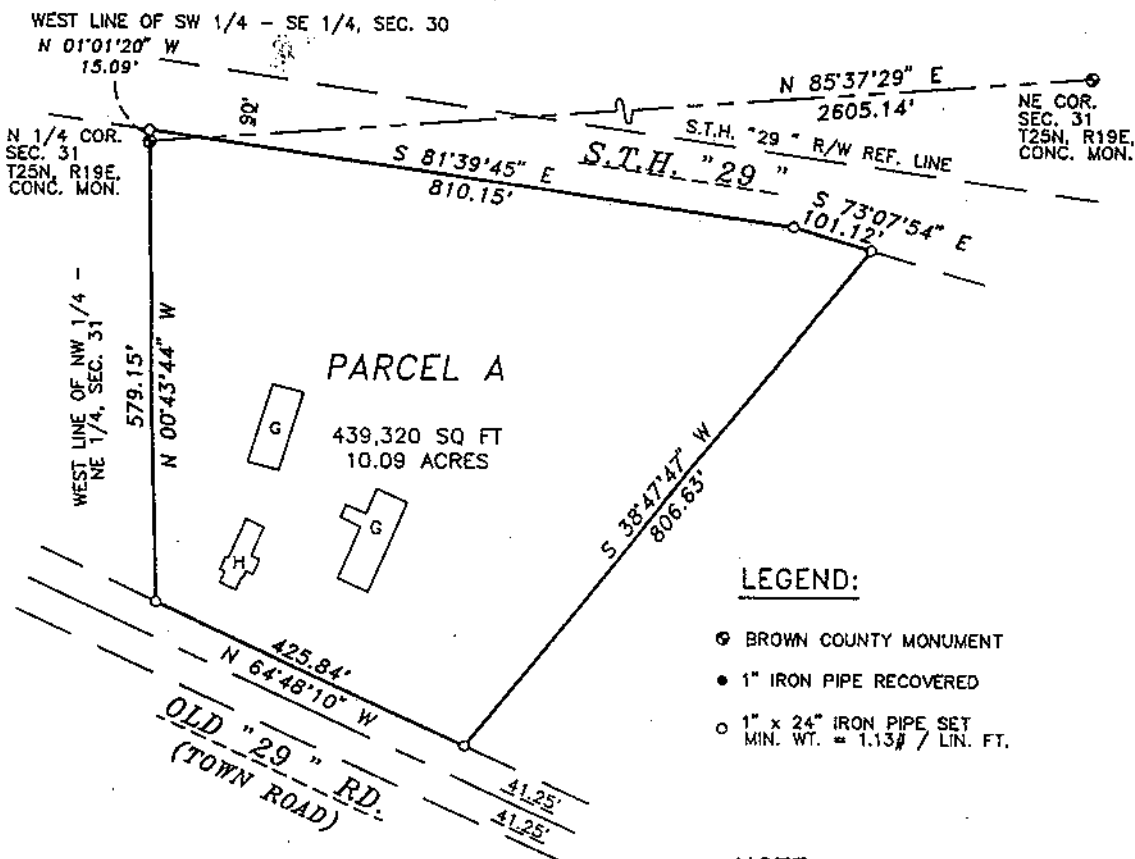 WEST LINE OF SW 1/4 - SE 1/4, SEC. 30
N 01°01'20" W
15.09'
90'
N 85°37'29" E
2605.14'
NE COR.
SEC. 31
T25N, R19E,
CONC. MON.
N 1/4 COR.
SEC. 31
T25N, R19E,
CONC. MON.
S.T.H. "29" R/W REF. LINE
S.T.H. "29"
S 81°39'45" E
810.15'
S 73°07'54" E
101.12'
WEST LINE OF NW 1/4 -
NE 1/4, SEC. 31
579.15'
N 00°43'44" W
PARCEL A
439,320 SQ FT
10.09 ACRES
G
G
H
S 38°47'47" W
806.63'
425.84'
N 64°48'10" W
OLD "29" RD.
(TOWN ROAD)
41.25'
41.25'
LEGEND:
BROWN COUNTY MONUMENT
1" IRON PIPE RECOVERED
1" x 24" IRON PIPE SET
MIN. WT. = 1.13# / LIN. FT.